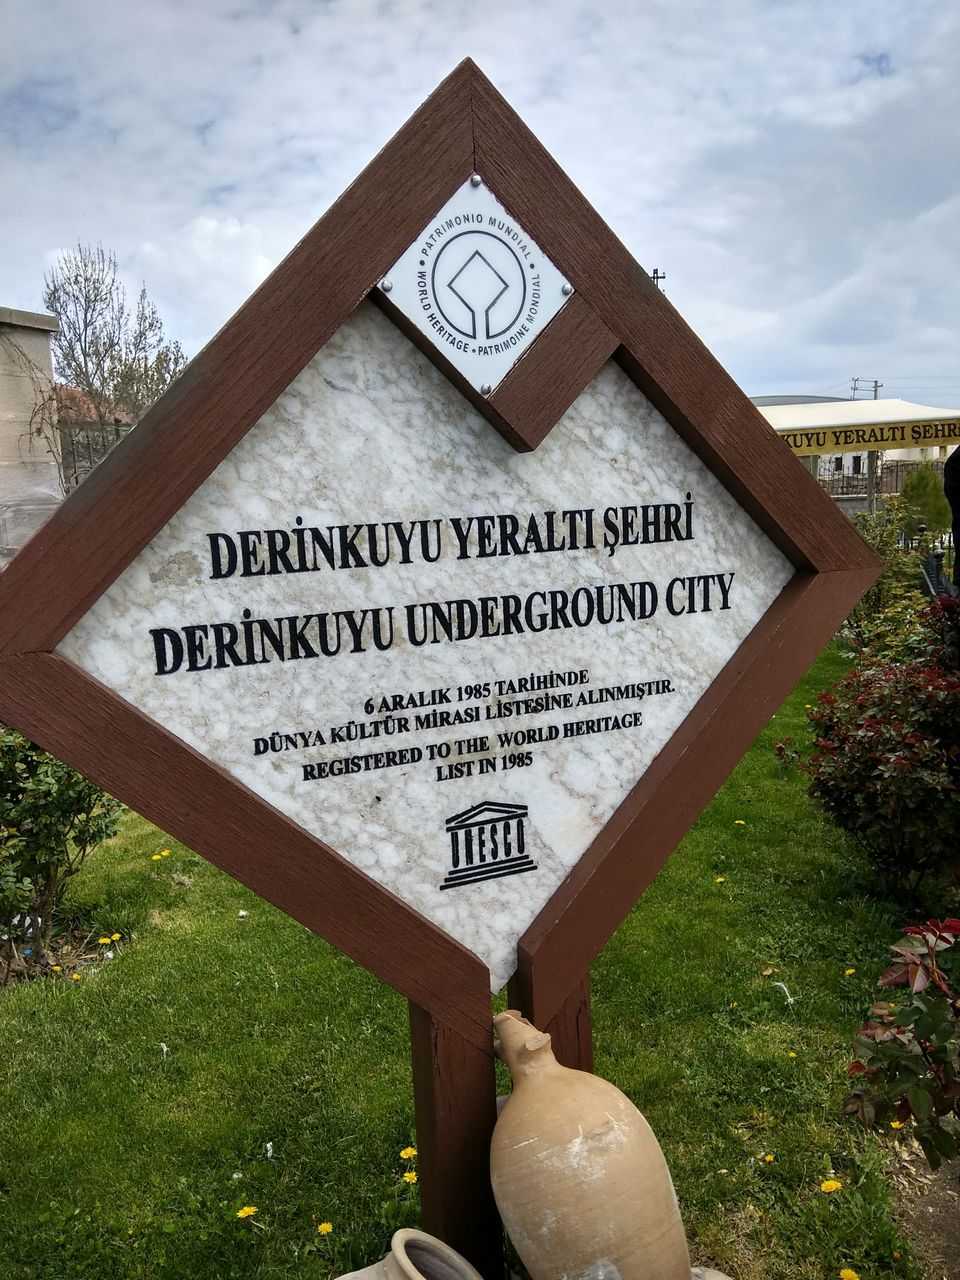 PATRIMONIO MUNDIAL
WORLD HERITAGE • PATRIMOINE MONDIAL
DERİNKUYU YERALTI ŞEHRİ
DERİNKUYU UNDERGROUND CITY
6 ARALIK 1985 TARİHİNDE
DÜNYA KÜLTÜR MİRASI LİSTESİNE ALINMIŞTIR.
REGISTERED TO THE WORLD HERITAGE
LIST IN 1985
UNESCO
KUYU YERALTI ŞEHRİ